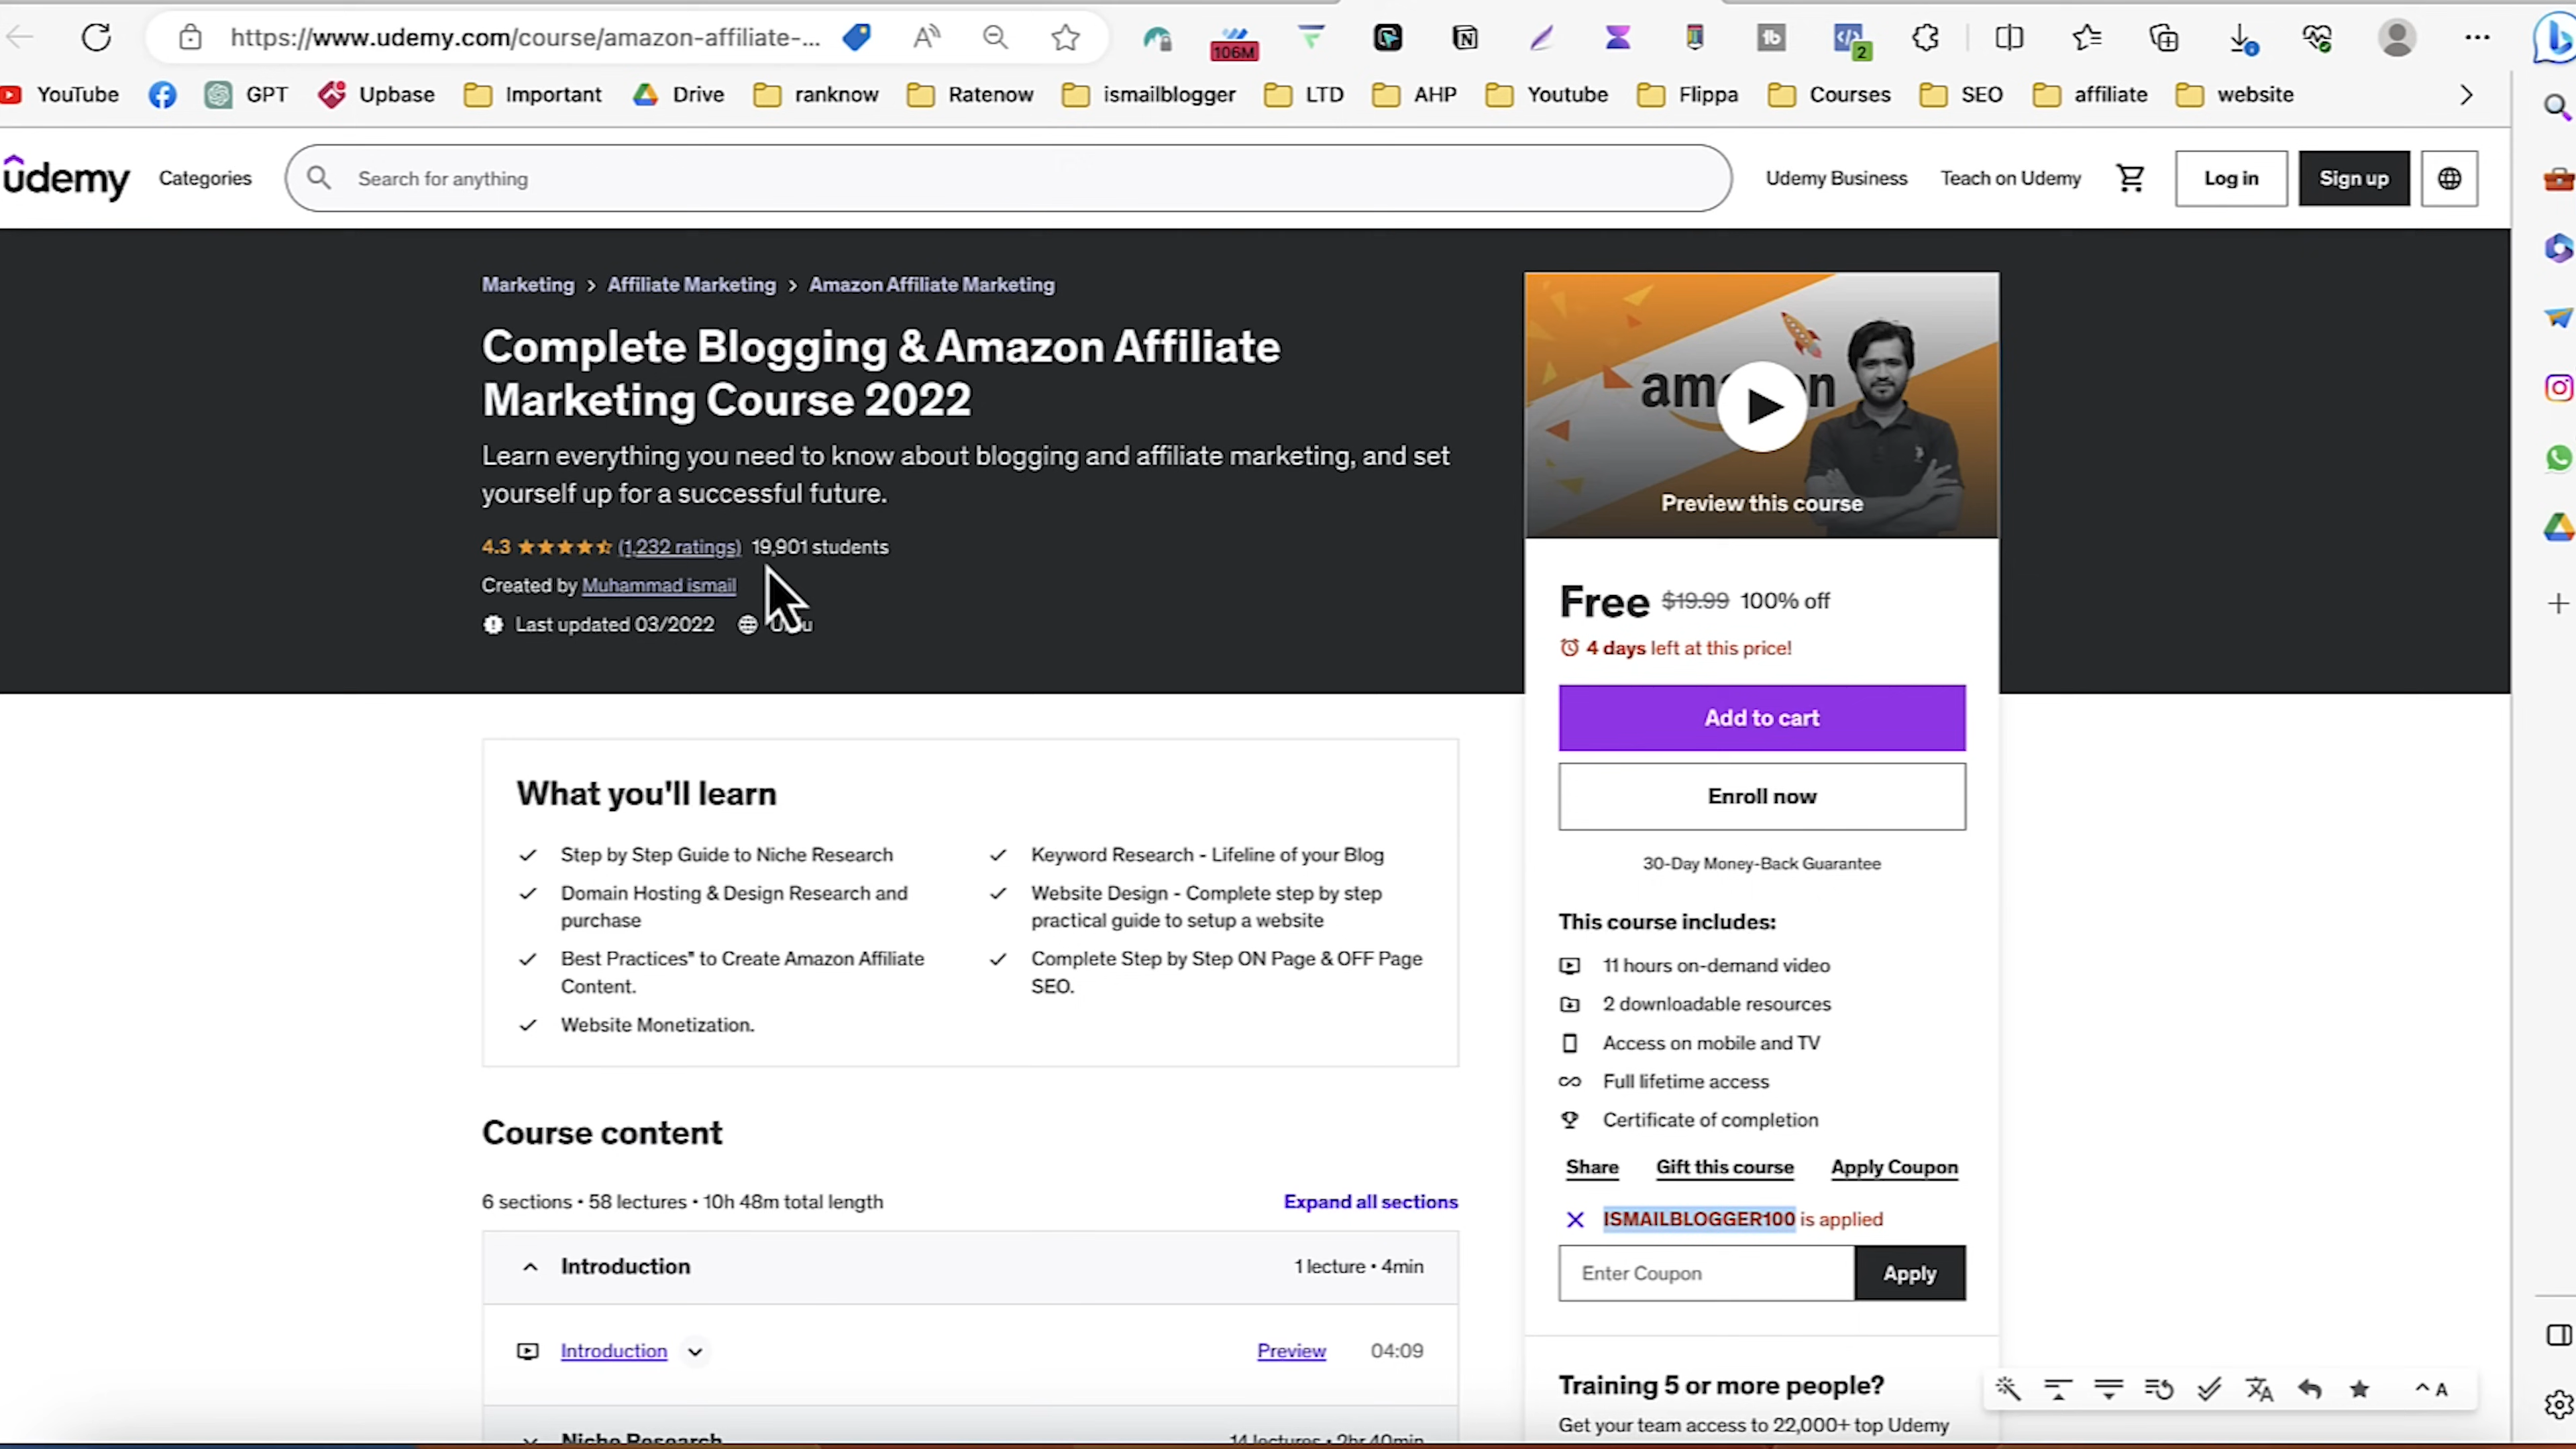 https://www.udemy.com/course/amazon-affiliate-...
106M
2
YouTube GPT Upbase Important Drive ranknow Ratenow ismailblogger LTD AHP Youtube Flippa Courses SEO affiliate website
udemy Categories Search for anything Udemy Business Teach on Udemy Log in Sign up
Marketing > Affiliate Marketing > Amazon Affiliate Marketing
Complete Blogging & Amazon Affiliate
Marketing Course 2022
Learn everything you need to know about blogging and affiliate marketing, and set
yourself up for a successful future.
4.3 (1,232 ratings) 19,901 students
Created by Muhammad ismail
Last updated 03/2022
Preview this course
Free $19.99 100% off
4 days left at this price!
Add to cart
Enroll now
30-Day Money-Back Guarantee
This course includes:
11 hours on-demand video
2 downloadable resources
Access on mobile and TV
Full lifetime access
Certificate of completion
Share Gift this course Apply Coupon
ISMAILBLOGGER100 is applied
Enter Coupon Apply
Training 5 or more people?
Get your team access to 22,000+ top Udemy
What you'll learn
Step by Step Guide to Niche Research
Domain Hosting & Design Research and
purchase
Best Practices" to Create Amazon Affiliate
Content.
Website Monetization.
Keyword Research - Lifeline of your Blog
Website Design - Complete step by step
practical guide to setup a website
Complete Step by Step ON Page & OFF Page
SEO.
Course content
6 sections • 58 lectures • 10h 48m total length Expand all sections
Introduction 1 lecture • 4min
Introduction Preview 04:09
Niche Research 14 lectures • 2hr 40min